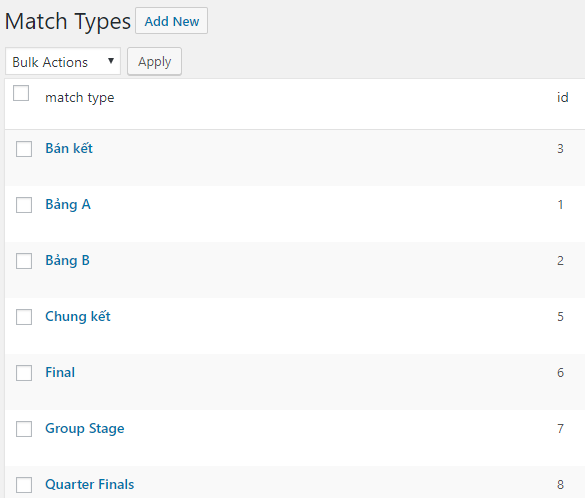 Match Types Add New
Bulk Actions Apply
match type id
Bán kết 3
Bảng A 1
Bảng B 2
Chung kết 5
Final 6
Group Stage 7
Quarter Finals 8